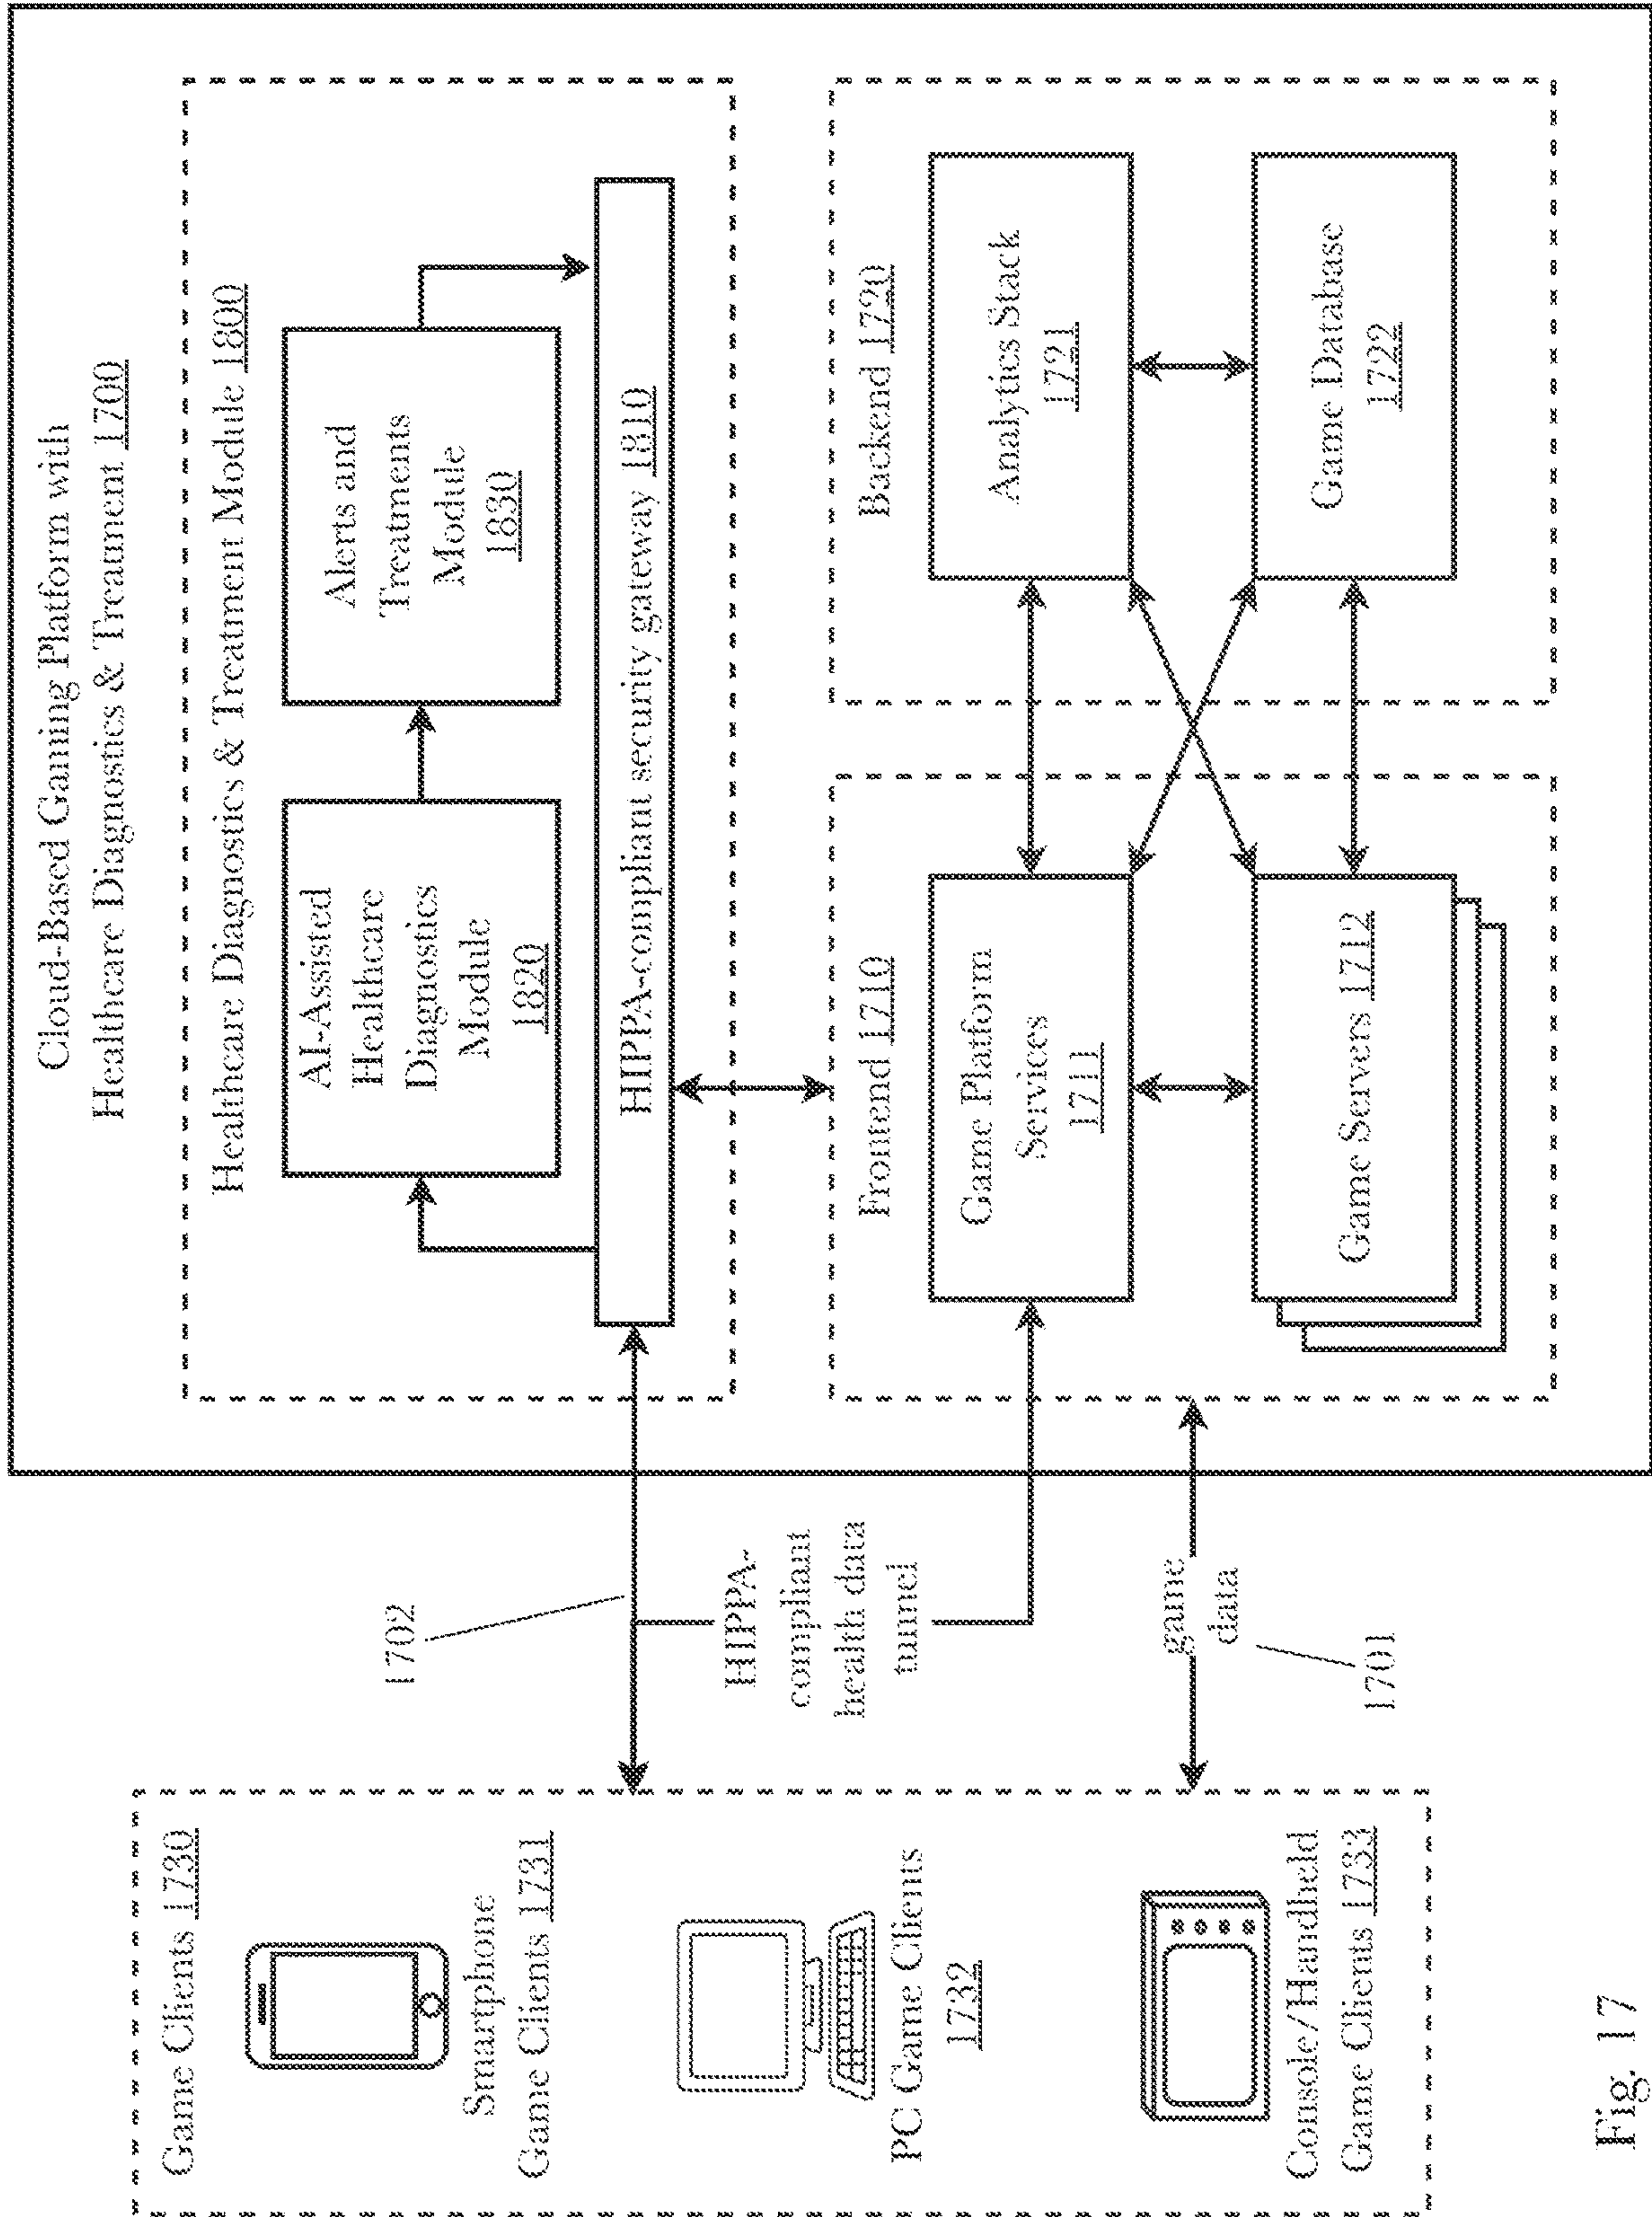 Cloud-Based Gaming Platform with
Healthcare Diagnostics & Treatment 1700
Healthcare Diagnostics & Treatment Module 1800
AI-Assisted
Healthcare
Diagnostics
Module
1820
Alerts and
Treatments
Module
1830
HIPPA-compliant security gateway 1810
Game Clients 1730
Smartphone
Game Clients 1731
PC Game Clients
1732
Console/Handheld
Game Clients 1733
1702
HIPPA-
compliant
health data
tunnel
game
data
1701
Frontend 1710
Game Platform
Services
1711
Game Servers 1712
Backend 1720
Analytics Stack
1721
Game Database
1722
Fig. 17